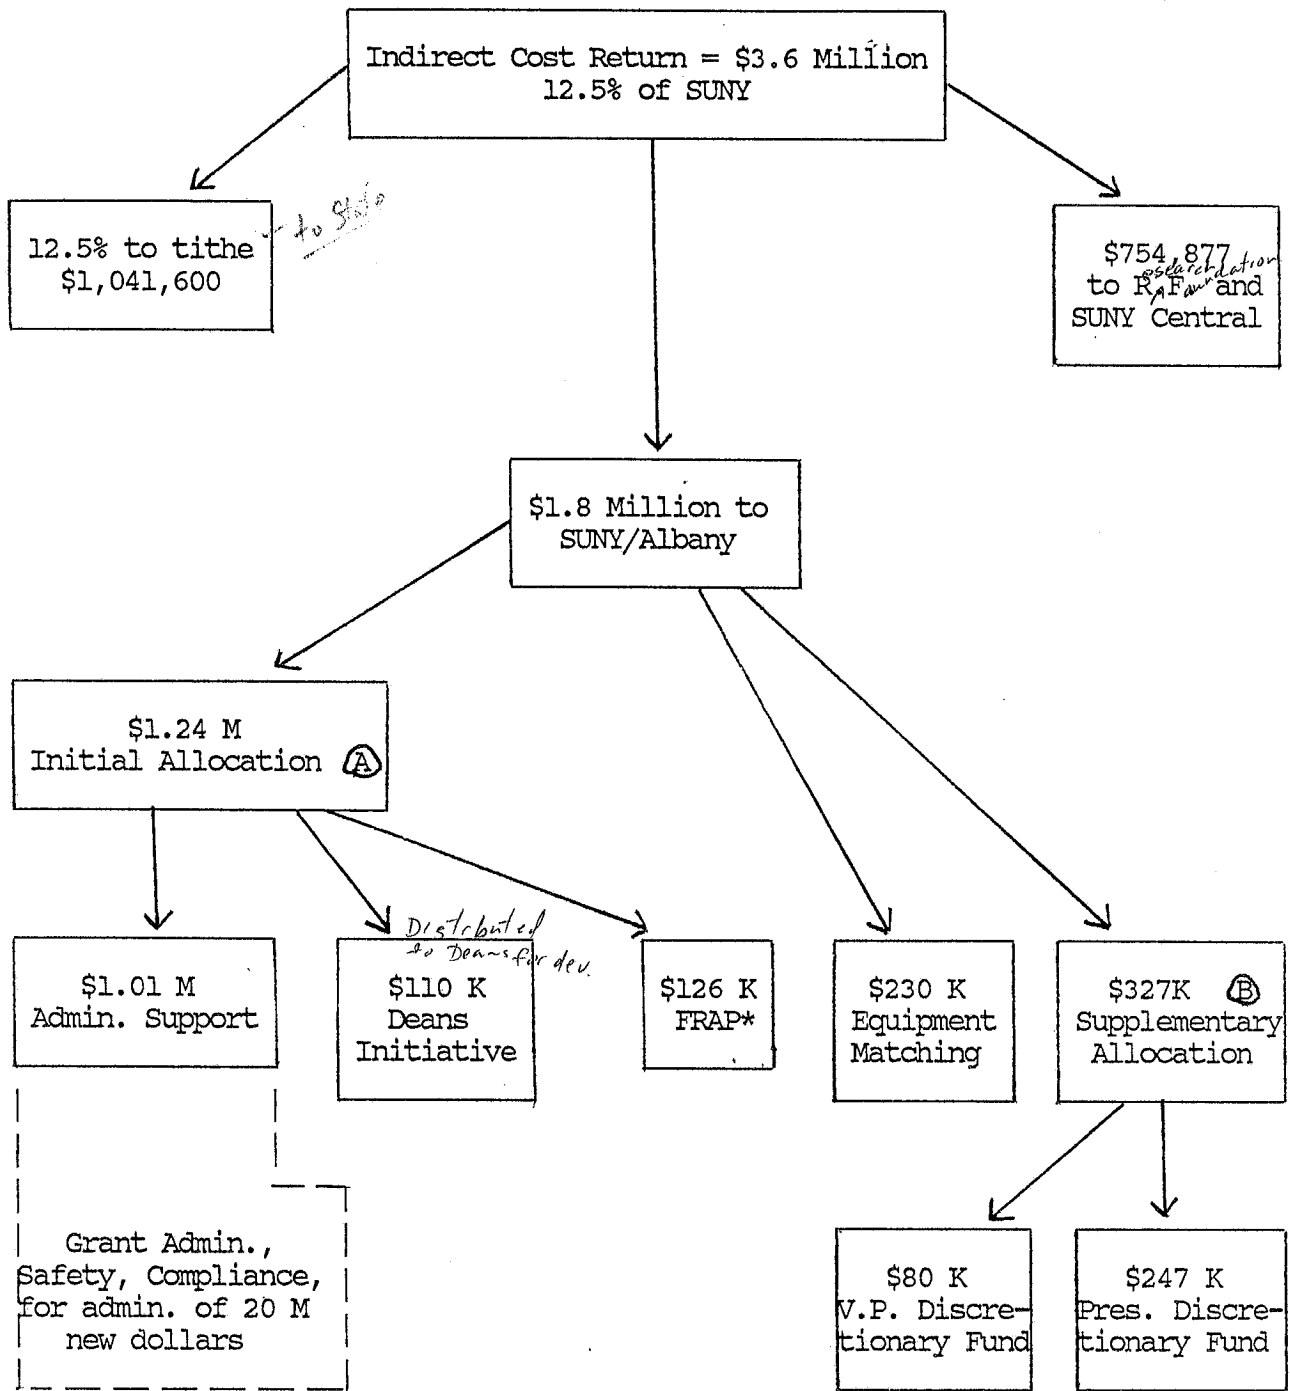 Indirect Cost Return = $3.6 Million
12.5% of SUNY
12.5% to tithe
$1,041,600
to State
$754,877
to Research Foundation and
SUNY Central
$1.8 Million to
SUNY/Albany
$1.24 M
Initial Allocation A
Distributed
to Deans for dev.
$1.01 M
Admin. Support
$110 K
Deans
Initiative
$126 K
FRAP*
$230 K
Equipment
Matching
$327K B
Supplementary
Allocation
Grant Admin.,
Safety, Compliance,
for admin. of 20 M
new dollars
$80 K
V.P. Discre-
tionary Fund
$247 K
Pres. Discre-
tionary Fund